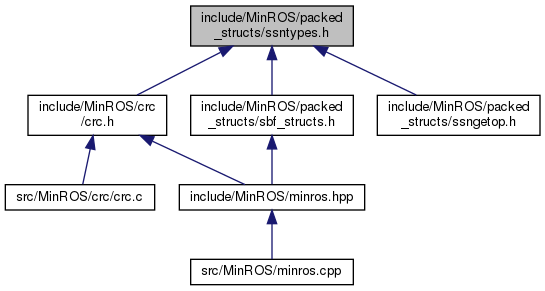 include/MinROS/packed
_structs/ssntypes.h
include/MinROS/crc
/crc.h
include/MinROS/packed
_structs/sbf_structs.h
include/MinROS/packed
_structs/ssngetop.h
src/MinROS/crc/crc.c
include/MinROS/minros.hpp
src/MinROS/minros.cpp